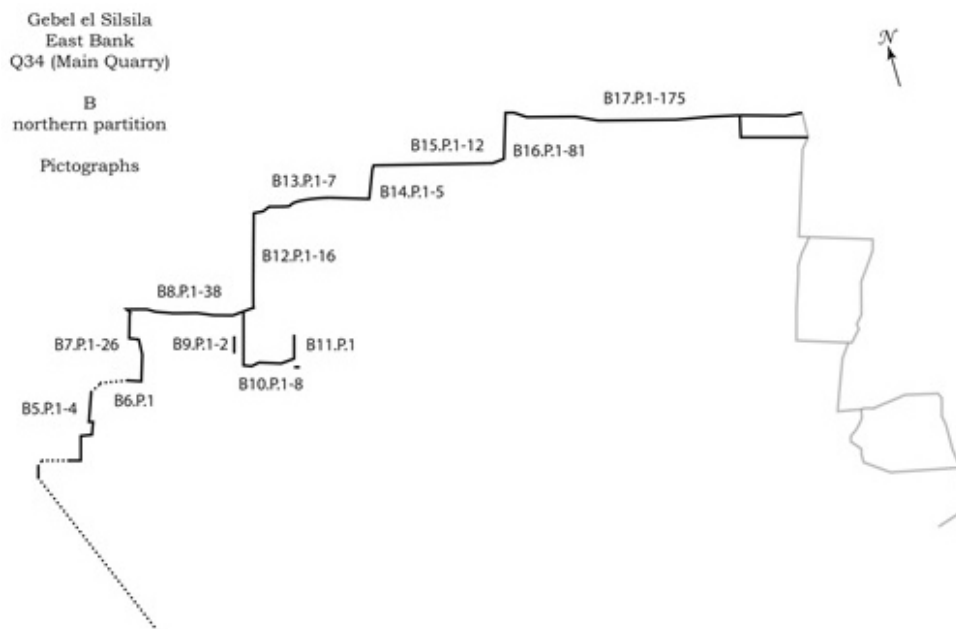 Gebel el Silsila
East Bank
Q34 (Main Quarry)
B
northern partition
Pictographs
N
B17.P.1-175
B15.P.1-12
B16.P.1-81
B13.P.1-7
B14.P.1-5
B12.P.1-16
B8.P.1-38
B7.P.1-26
B9.P.1-2
B11.P.1
B10.P.1-8
B6.P.1
B5.P.1-4